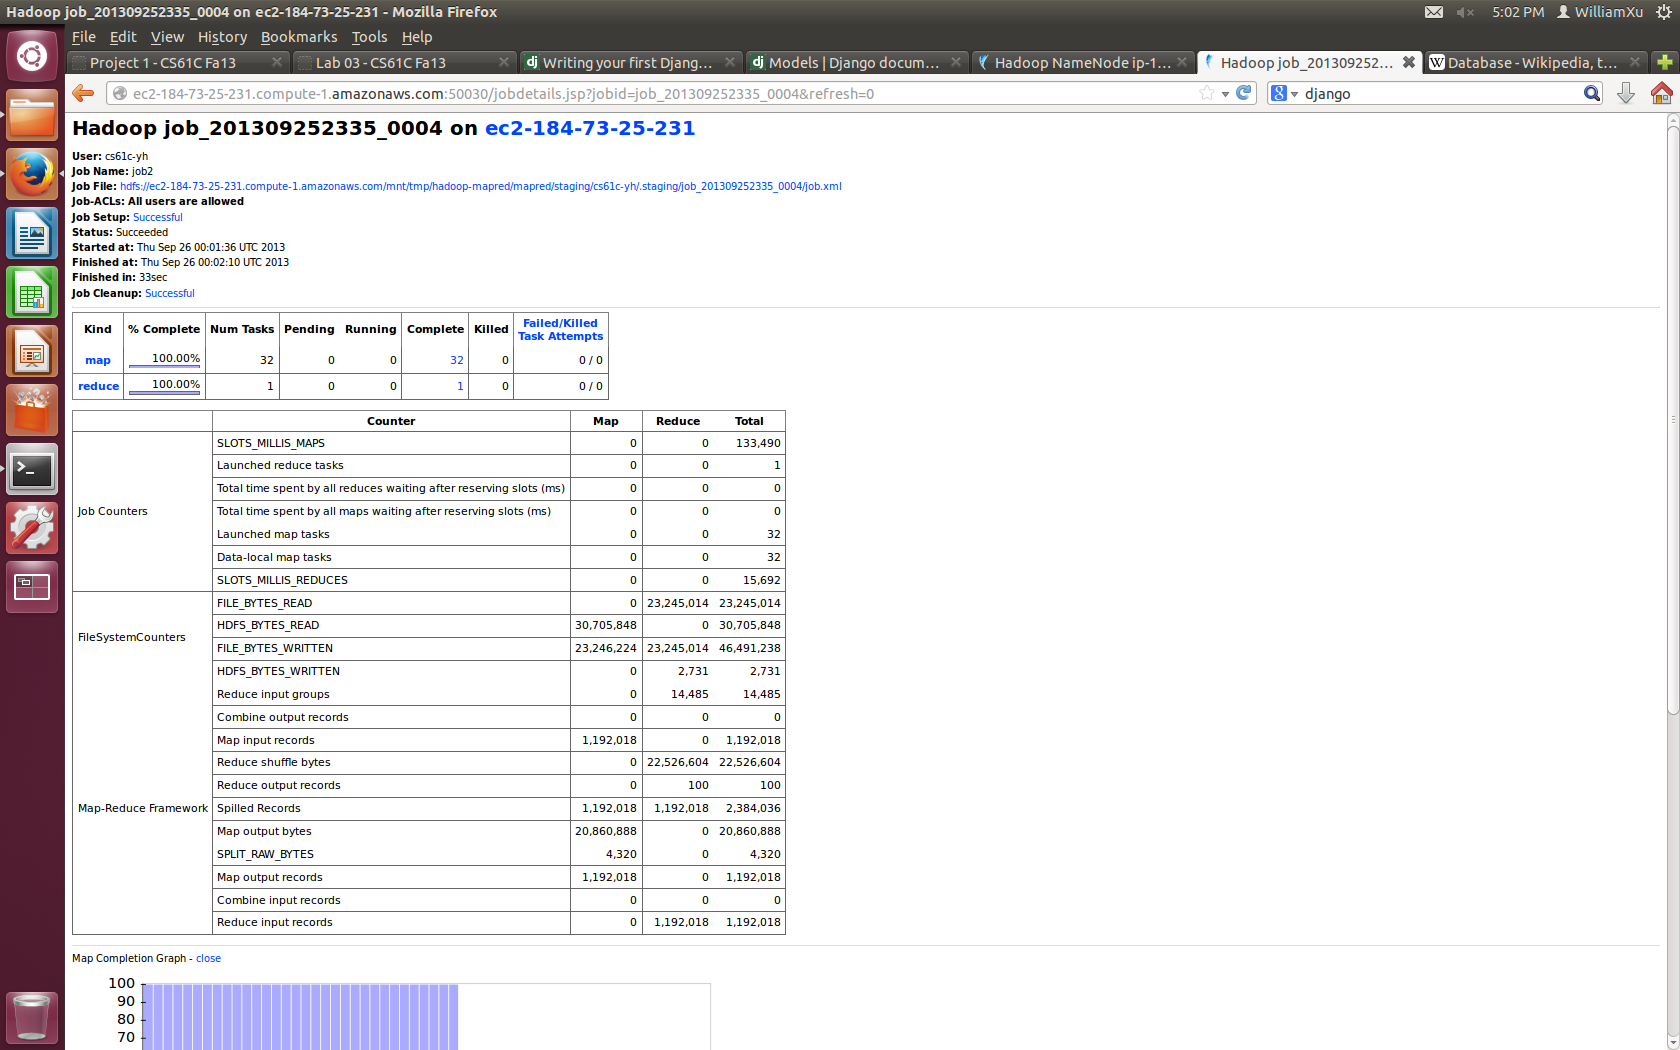 Hadoop job_201309252335_0004 on ec2-184-73-25-231 - Mozilla Firefox
5:02 PM WilliamXu
File Edit View History Bookmarks Tools Help
Project 1 - CS61C Fa13
Lab 03 - CS61C Fa13
dj Writing your first Djang...
dj Models | Django docum...
Hadoop NameNode ip-1...
Hadoop job_201309252...
W Database - Wikipedia, t...
ec2-184-73-25-231.compute-1.amazonaws.com:50030/jobdetails.jsp?jobid=job_201309252335_0004&refresh=0
8 django
Hadoop job_201309252335_0004 on ec2-184-73-25-231
User: cs61c-yh
Job Name: job2
Job File: hdfs://ec2-184-73-25-231.compute-1.amazonaws.com/mnt/tmp/hadoop-mapred/mapred/staging/cs61c-yh/.staging/job_201309252335_0004/job.xml
Job-ACLs: All users are allowed
Job Setup: Successful
Status: Succeeded
Started at: Thu Sep 26 00:01:36 UTC 2013
Finished at: Thu Sep 26 00:02:10 UTC 2013
Finished in: 33sec
Job Cleanup: Successful
Kind % Complete Num Tasks Pending Running Complete Killed Failed/Killed Task Attempts
map 100.00% 32 0 0 32 0 0 / 0
reduce 100.00% 1 0 0 1 0 0 / 0
Counter Map Reduce Total
Job Counters
SLOTS_MILLIS_MAPS 0 0 133,490
Launched reduce tasks 0 0 1
Total time spent by all reduces waiting after reserving slots (ms) 0 0 0
Total time spent by all maps waiting after reserving slots (ms) 0 0 0
Launched map tasks 0 0 32
Data-local map tasks 0 0 32
SLOTS_MILLIS_REDUCES 0 0 15,692
FileSystemCounters
FILE_BYTES_READ 0 23,245,014 23,245,014
HDFS_BYTES_READ 30,705,848 0 30,705,848
FILE_BYTES_WRITTEN 23,246,224 23,245,014 46,491,238
HDFS_BYTES_WRITTEN 0 2,731 2,731
Map-Reduce Framework
Reduce input groups 0 14,485 14,485
Combine output records 0 0 0
Map input records 1,192,018 0 1,192,018
Reduce shuffle bytes 0 22,526,604 22,526,604
Reduce output records 0 100 100
Spilled Records 1,192,018 1,192,018 2,384,036
Map output bytes 20,860,888 0 20,860,888
SPLIT_RAW_BYTES 4,320 0 4,320
Map output records 1,192,018 0 1,192,018
Combine input records 0 0 0
Reduce input records 0 1,192,018 1,192,018
Map Completion Graph - close
100
90
80
70